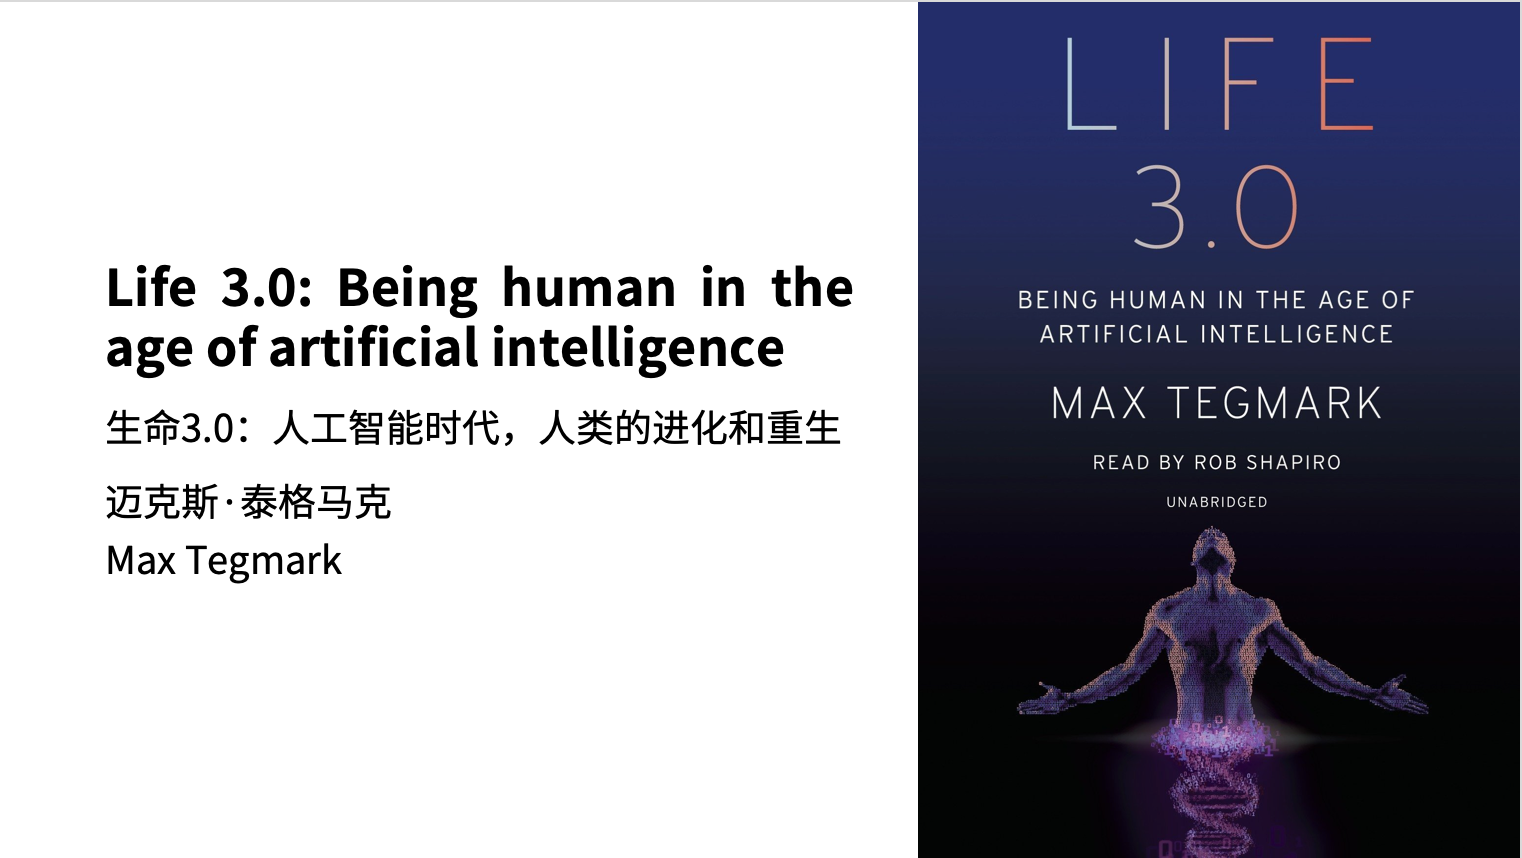 Life 3.0: Being human in the
age of artificial intelligence
生命3.0：人工智能时代，人类的进化和重生
迈克斯·泰格马克
Max Tegmark
LIFE
3.0
BEING HUMAN IN THE AGE OF
ARTIFICIAL INTELLIGENCE
MAX TEGMARK
READ BY ROB SHAPIRO
UNABRIDGED